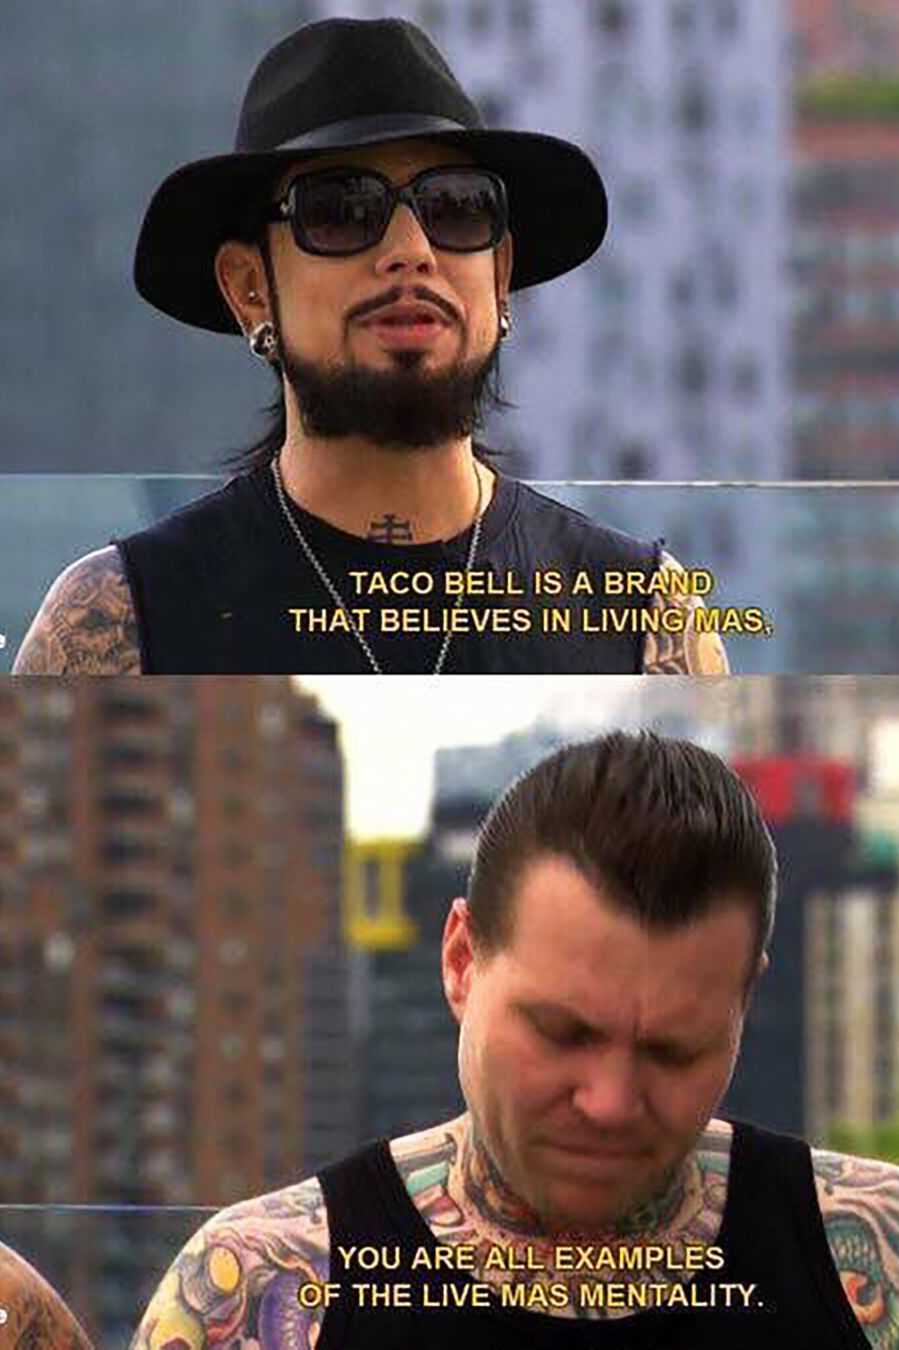 TACO BELL IS A BRAND
THAT BELIEVES IN LIVING MAS,
YOU ARE ALL EXAMPLES
OF THE LIVE MAS MENTALITY.